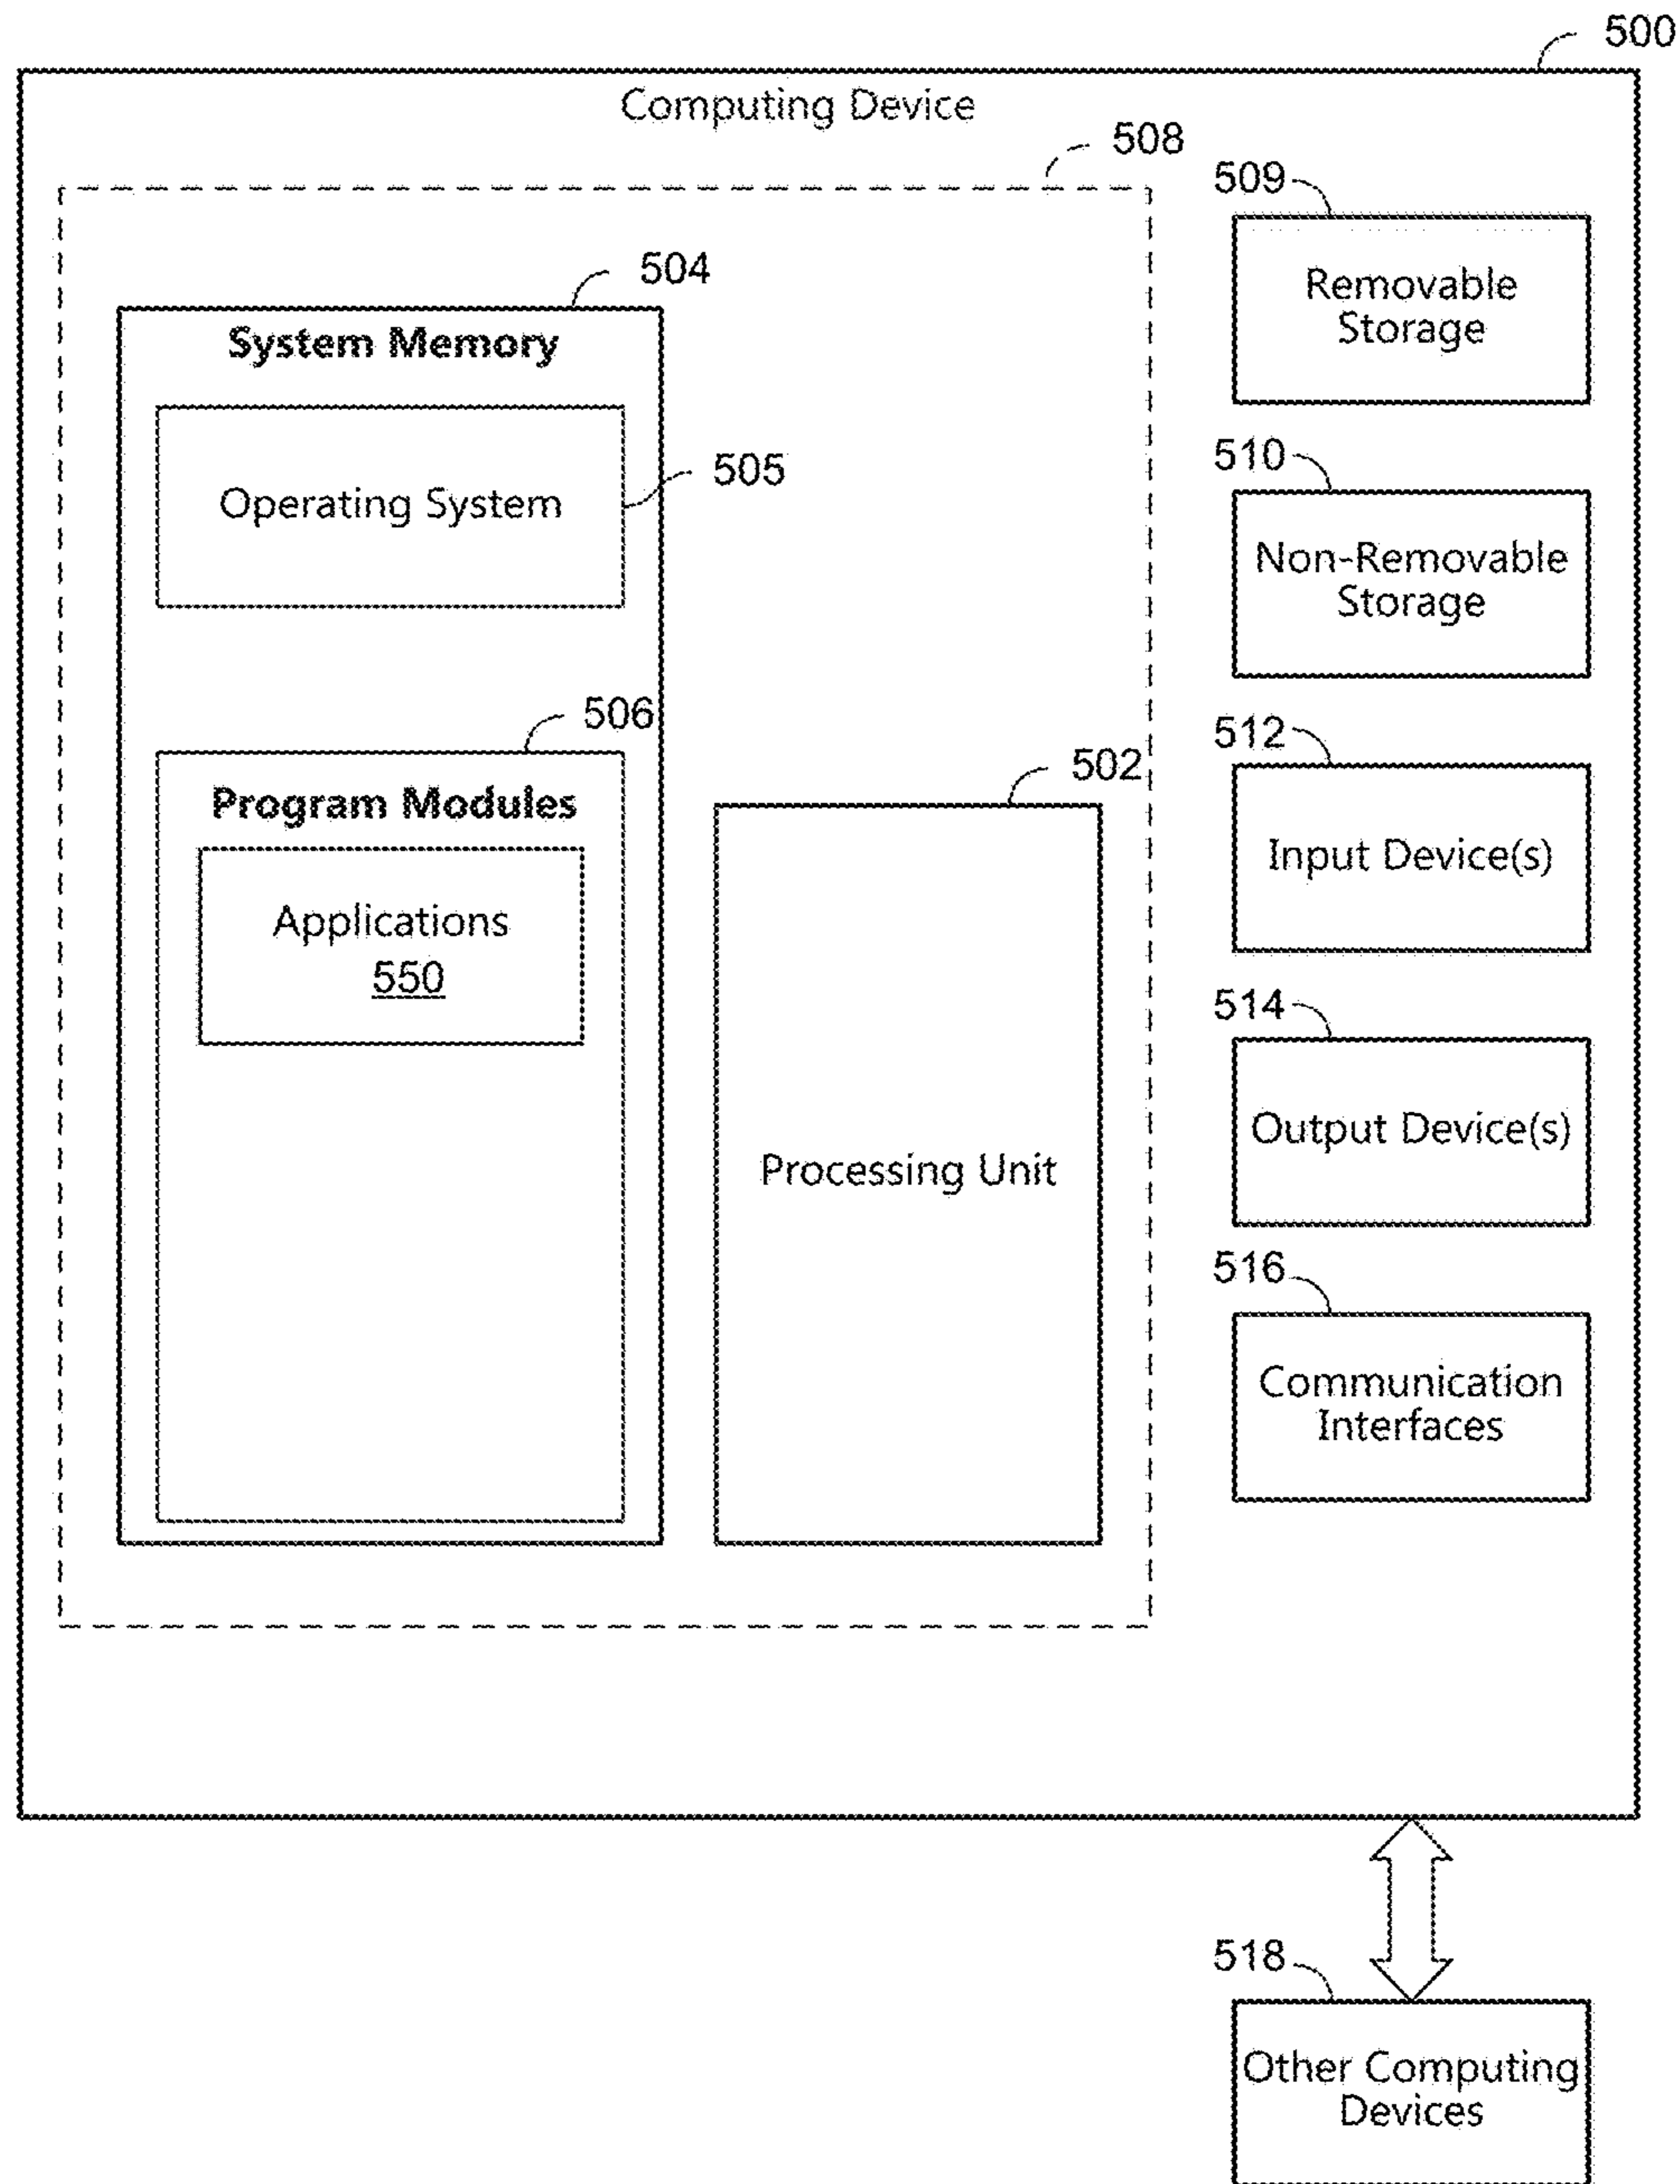 500
Computing Device
508
509
Removable
Storage
504
System Memory
Operating System
505
510
Non-Removable
Storage
506
Program Modules
Applications
550
502
Processing Unit
512
Input Device(s)
514
Output Device(s)
516
Communication
Interfaces
518
Other Computing
Devices